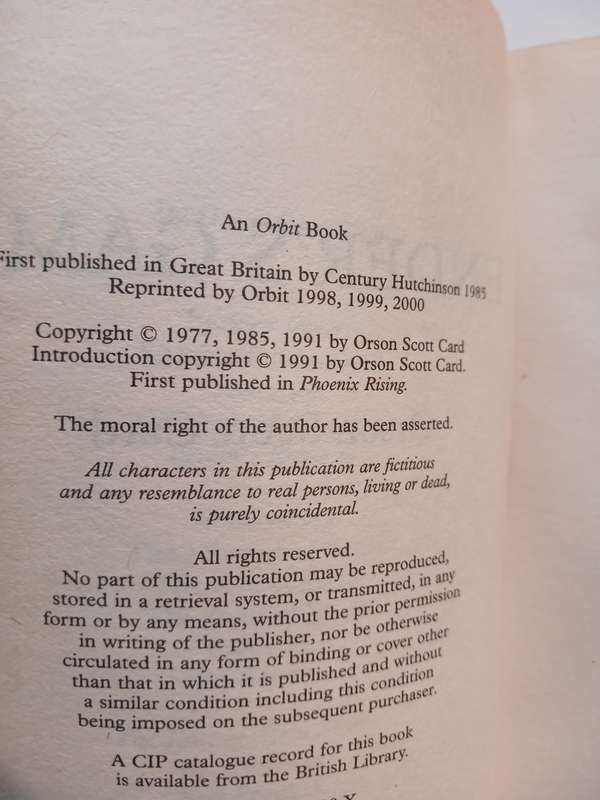 An Orbit Book
First published in Great Britain by Century Hutchinson 1985
Reprinted by Orbit 1998, 1999, 2000
Copyright © 1977, 1985, 1991 by Orson Scott Card
Introduction copyright © 1991 by Orson Scott Card.
First published in Phoenix Rising.
The moral right of the author has been asserted.
All characters in this publication are fictitious
and any resemblance to real persons, living or dead,
is purely coincidental.
All rights reserved.
No part of this publication may be reproduced,
stored in a retrieval system, or transmitted, in any
form or by any means, without the prior permission
in writing of the publisher, nor be otherwise
circulated in any form of binding or cover other
than that in which it is published and without
a similar condition including this condition
being imposed on the subsequent purchaser.
A CIP catalogue record for this book
is available from the British Library.